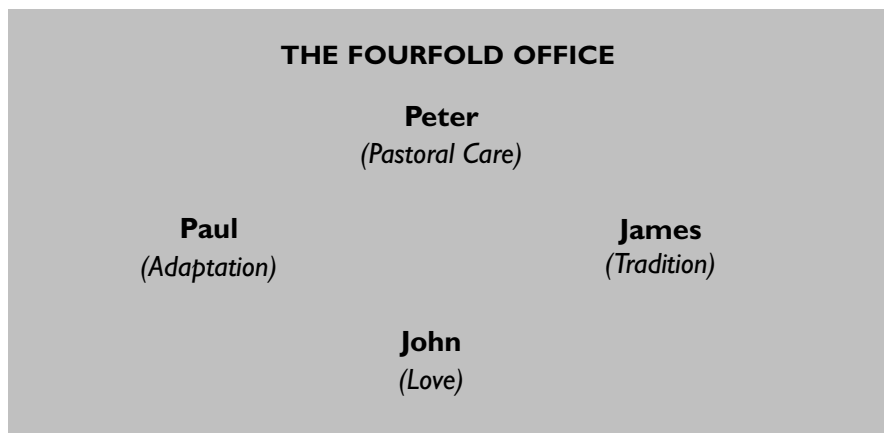 THE FOURFOLD OFFICE
Peter
(Pastoral Care)
Paul
(Adaptation)
James
(Tradition)
John
(Love)